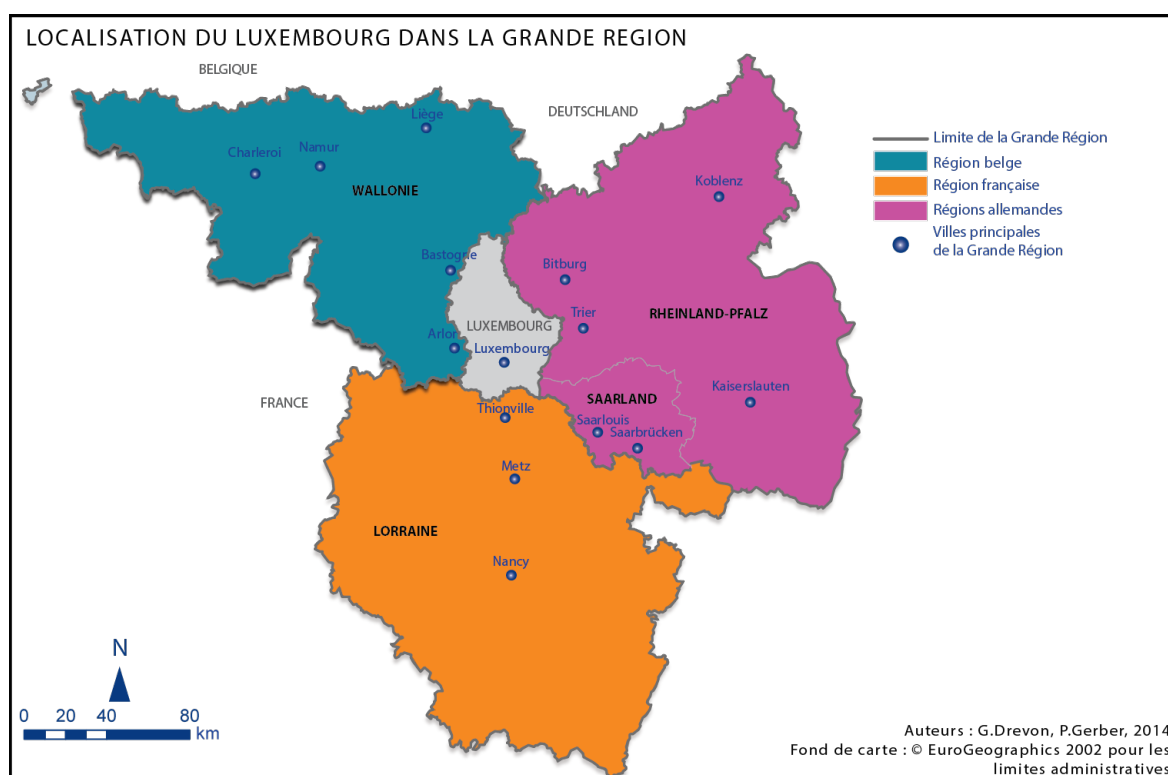 LOCALISATION DU LUXEMBOURG DANS LA GRANDE REGION
BELGIQUE
DEUTSCHLAND
Liège
Charleroi
Namur
WALLONIE
Koblenz
Limite de la Grande Région
Région belge
Région française
Régions allemandes
Villes principales
de la Grande Région
Bastogne
Bitburg
LUXEMBOURG
Trier
RHEINLAND-PFALZ
Arlon
Luxembourg
FRANCE
Thionville
SAARLAND
Kaiserslauten
Saarlouis
Saarbrücken
Metz
LORRAINE
Nancy
N
0 20 40 80
km
Auteurs : G.Drevon, P.Gerber, 2014
Fond de carte : © EuroGeographics 2002 pour les
limites administratives